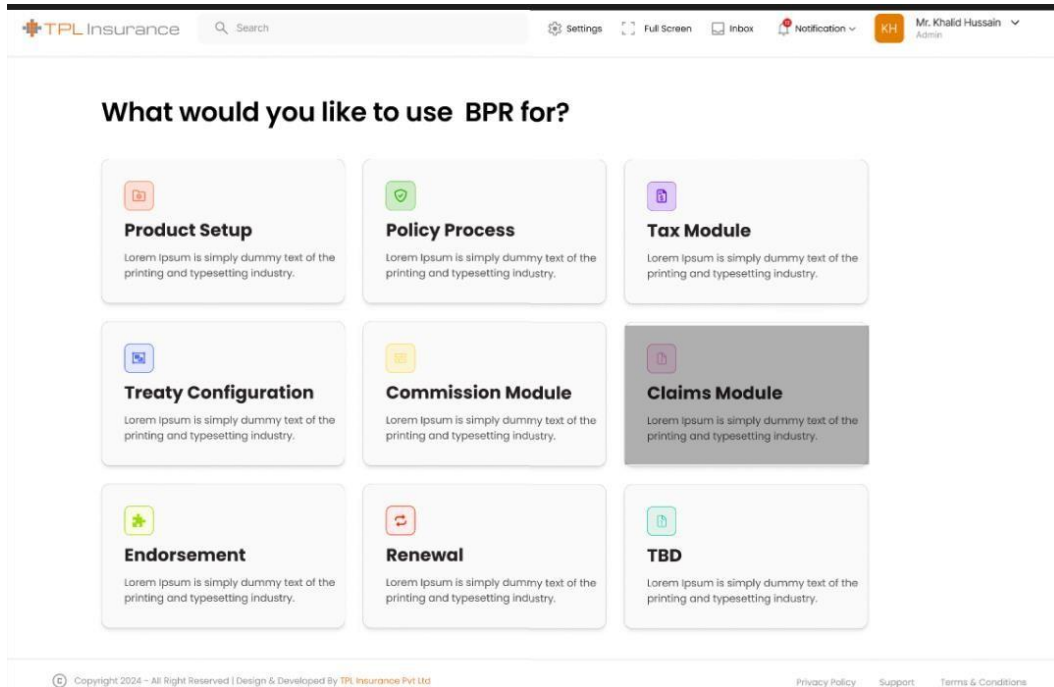 TPL Insurance
Search
Settings
Full Screen
Inbox
Notification
KH
Mr. Khalid Hussain
Admin
What would you like to use BPR for?
Product Setup
Lorem Ipsum is simply dummy text of the
printing and typesetting industry.
Policy Process
Lorem Ipsum is simply dummy text of the
printing and typesetting industry.
Tax Module
Lorem Ipsum is simply dummy text of the
printing and typesetting industry.
Treaty Configuration
Lorem Ipsum is simply dummy text of the
printing and typesetting industry.
Commission Module
Lorem Ipsum is simply dummy text of the
printing and typesetting industry.
Claims Module
Lorem Ipsum is simply dummy text of the
printing and typesetting industry.
Endorsement
Lorem Ipsum is simply dummy text of the
printing and typesetting industry.
Renewal
Lorem Ipsum is simply dummy text of the
printing and typesetting industry.
TBD
Lorem Ipsum is simply dummy text of the
printing and typesetting industry.
© Copyright 2024 - All Right Reserved | Design & Developed By TPL Insurance Pvt Ltd
Privacy Policy
Support
Terms & Conditions